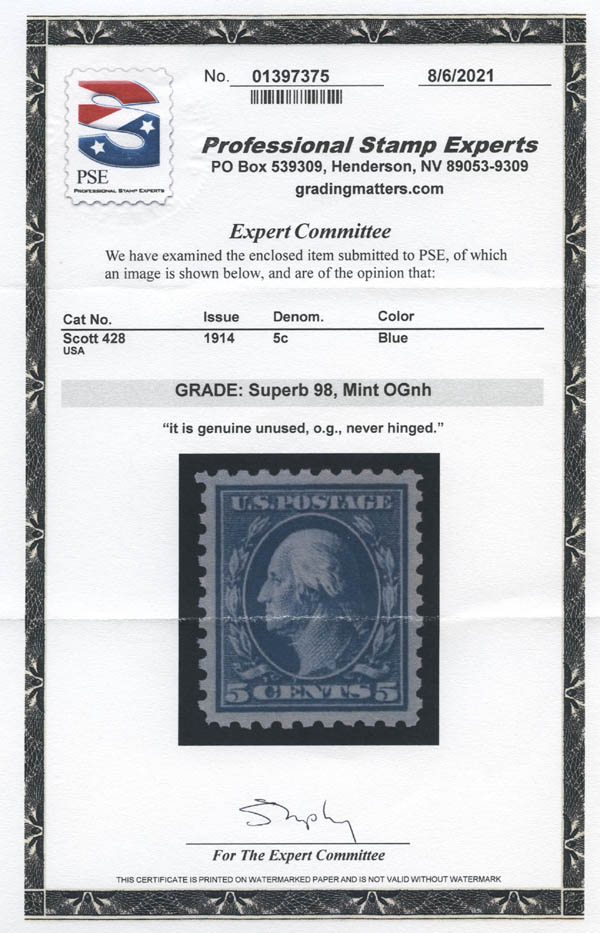 No. 01397375 8/6/2021
PSE
PROFESSIONAL STAMP EXPERTS
Professional Stamp Experts
PO Box 539309, Henderson, NV 89053-9309
gradingmatters.com
Expert Committee
We have examined the enclosed item submitted to PSE, of which
an image is shown below, and are of the opinion that:
Cat No. Issue Denom. Color
Scott 428 1914 5c Blue
USA
GRADE: Superb 98, Mint OGnh
“it is genuine unused, o.g., never hinged.”
U.S. POSTAGE
5 CENTS 5
For The Expert Committee
THIS CERTIFICATE IS PRINTED ON WATERMARKED PAPER AND IS NOT VALID WITHOUT WATERMARK